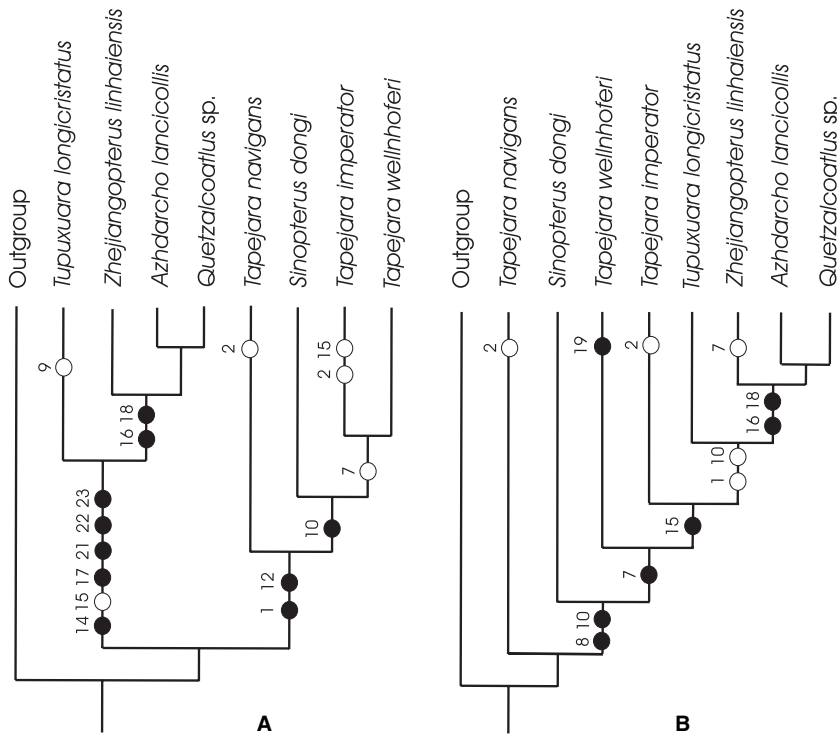 Outgroup
Tupuxuara longicristatus
Zhejiangopterus linhaiensis
Azhdarcho lancicollis
Quetzalcoatlus sp.
Tapejara navigans
Sinopterus dongi
Tapejara imperator
Tapejara wellnhoferi
9
16 18
14 15 17 21 22 23
2
2 15
7
10
1 12
A
Outgroup
Tapejara navigans
Sinopterus dongi
Tapejara wellnhoferi
Tapejara imperator
Tupuxuara longicristatus
Zhejiangopterus linhaiensis
Azhdarcho lancicollis
Quetzalcoatlus sp.
2
19
2
7
16 18
1 10
15
7
8 10
B